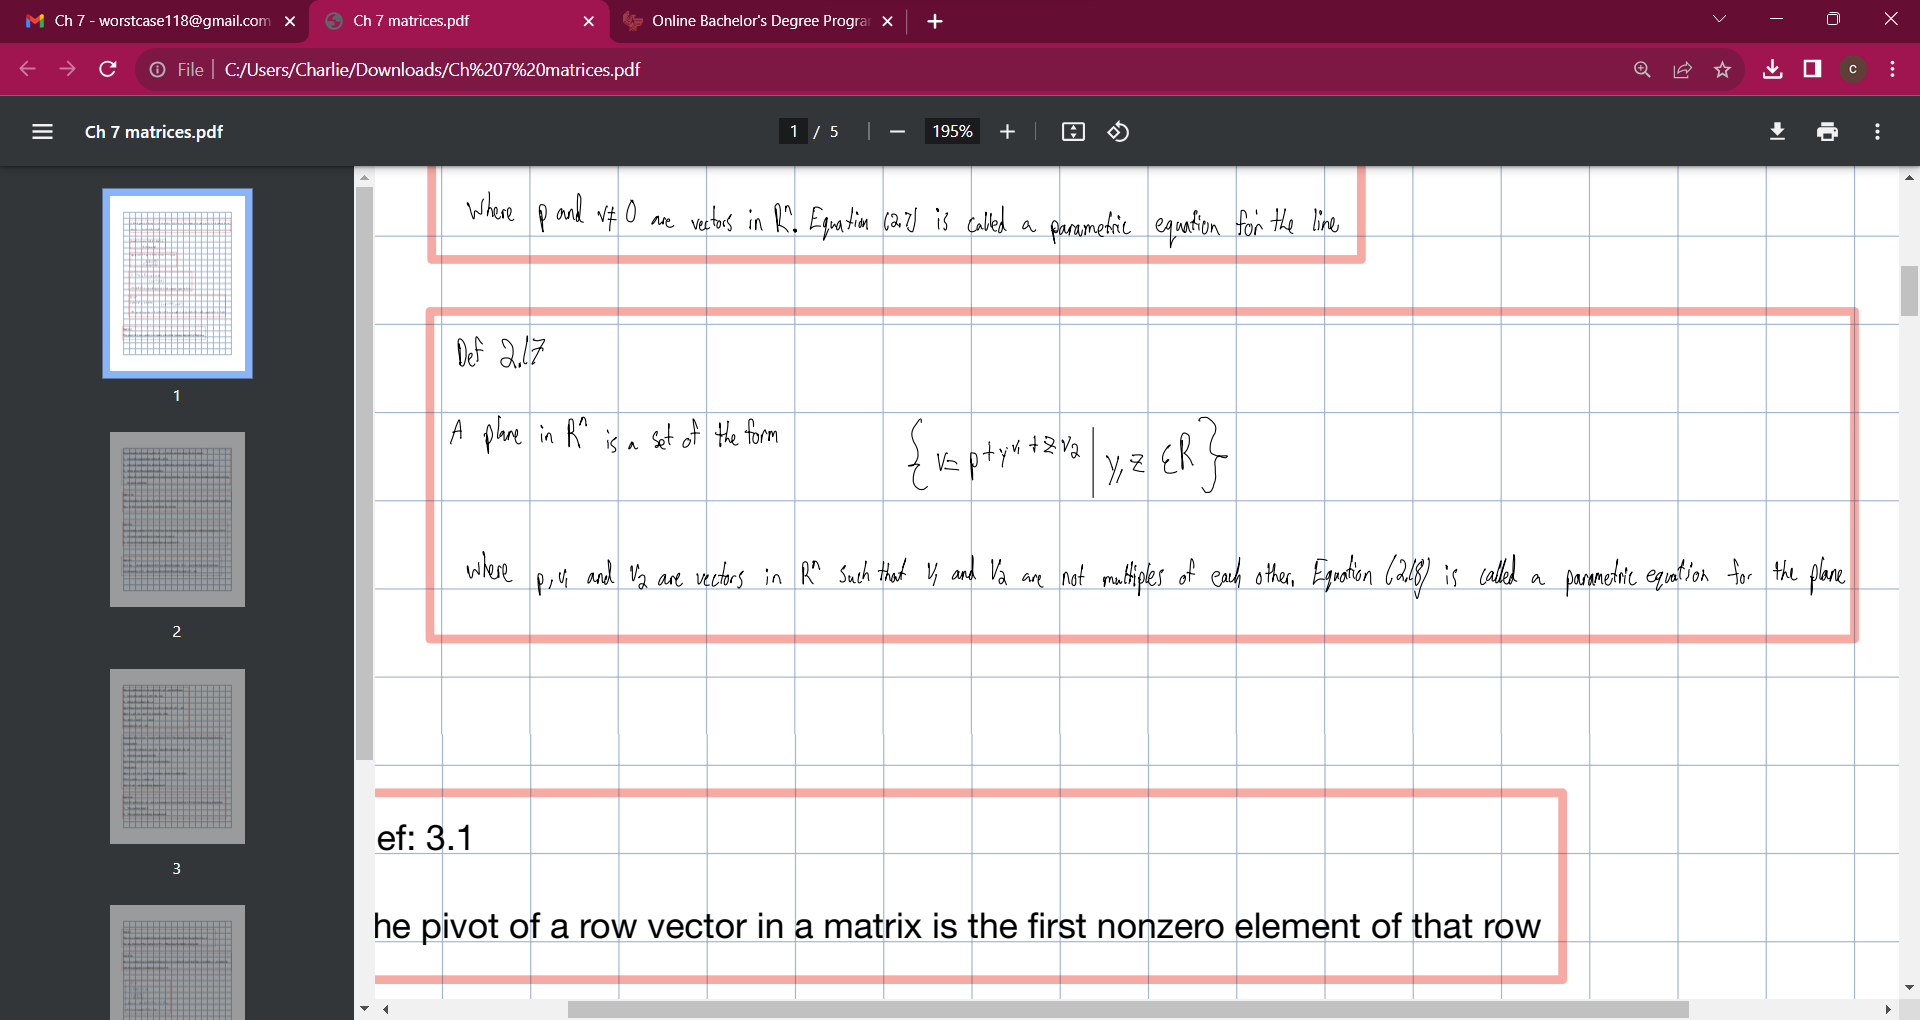 Ch 7 - worstcase118@gmail.com
Ch 7 matrices.pdf
Online Bachelor's Degree Progra
File
C:/Users/Charlie/Downloads/Ch%207%20matrices.pdf
c
Ch 7 matrices.pdf
1 / 5
195%
1
2
3
Where p and v≠0 are vectors in Rⁿ. Equation (2.7) is called a parametric equation for the line
Def 2.17
A plane in Rⁿ is a set of the form
{v = p + yv₁ + zv₂ | y, z ∈ R}
where p, v₁ and v₂ are vectors in Rⁿ such that v₁ and v₂ are not multiples of each other. Equation (2.18) is called a parametric equation for the plane
ef: 3.1
he pivot of a row vector in a matrix is the first nonzero element of that row